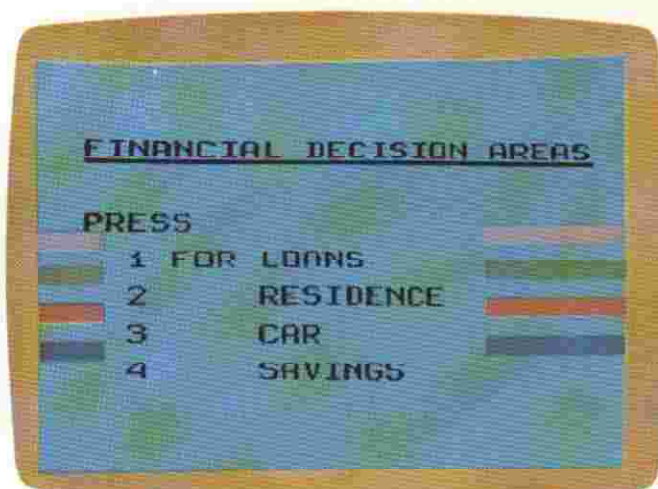 FINANCIAL DECISION AREAS
PRESS
1 FOR LOANS
2 RESIDENCE
3 CAR
4 SAVINGS